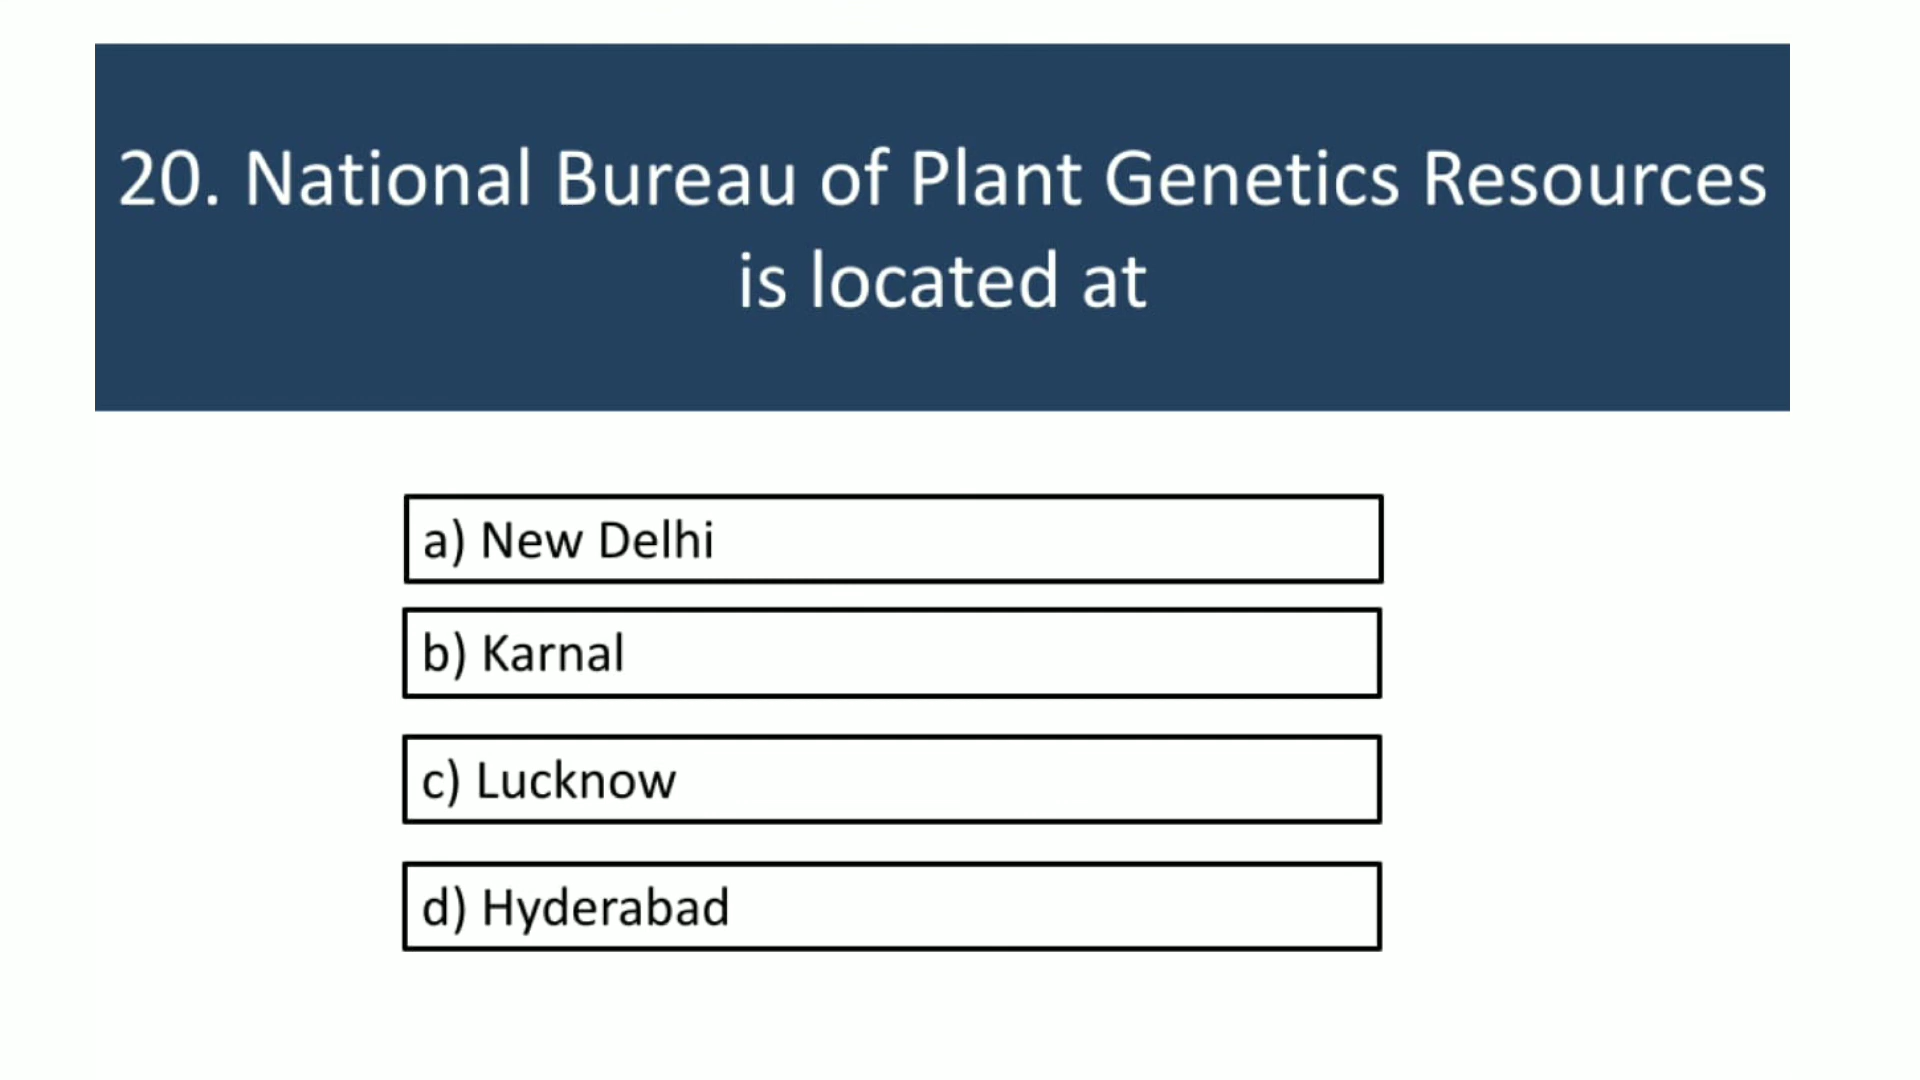 20. National Bureau of Plant Genetics Resources
is located at
a) New Delhi
b) Karnal
c) Lucknow
d) Hyderabad